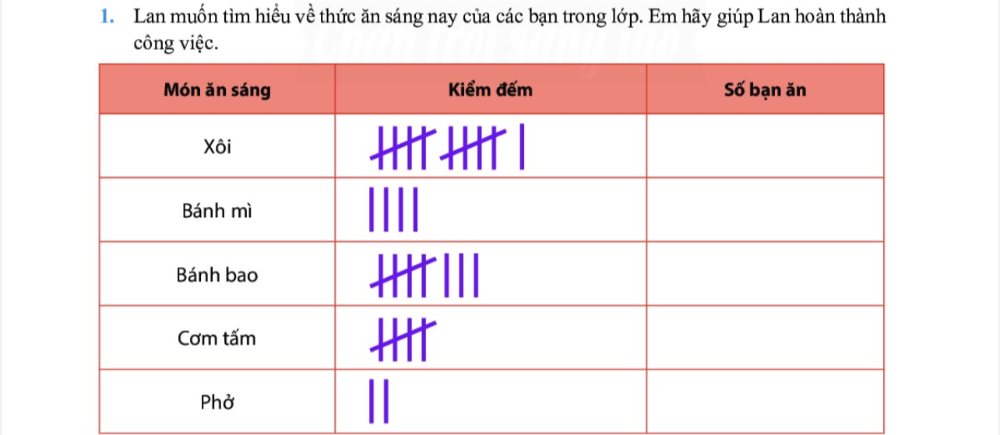 1. Lan muốn tìm hiểu về thức ăn sáng nay của các bạn trong lớp. Em hãy giúp Lan hoàn thành
công việc.
Món ăn sáng Kiểm đếm Số bạn ăn
Xôi
Bánh mì
Bánh bao
Cơm tấm
Phở